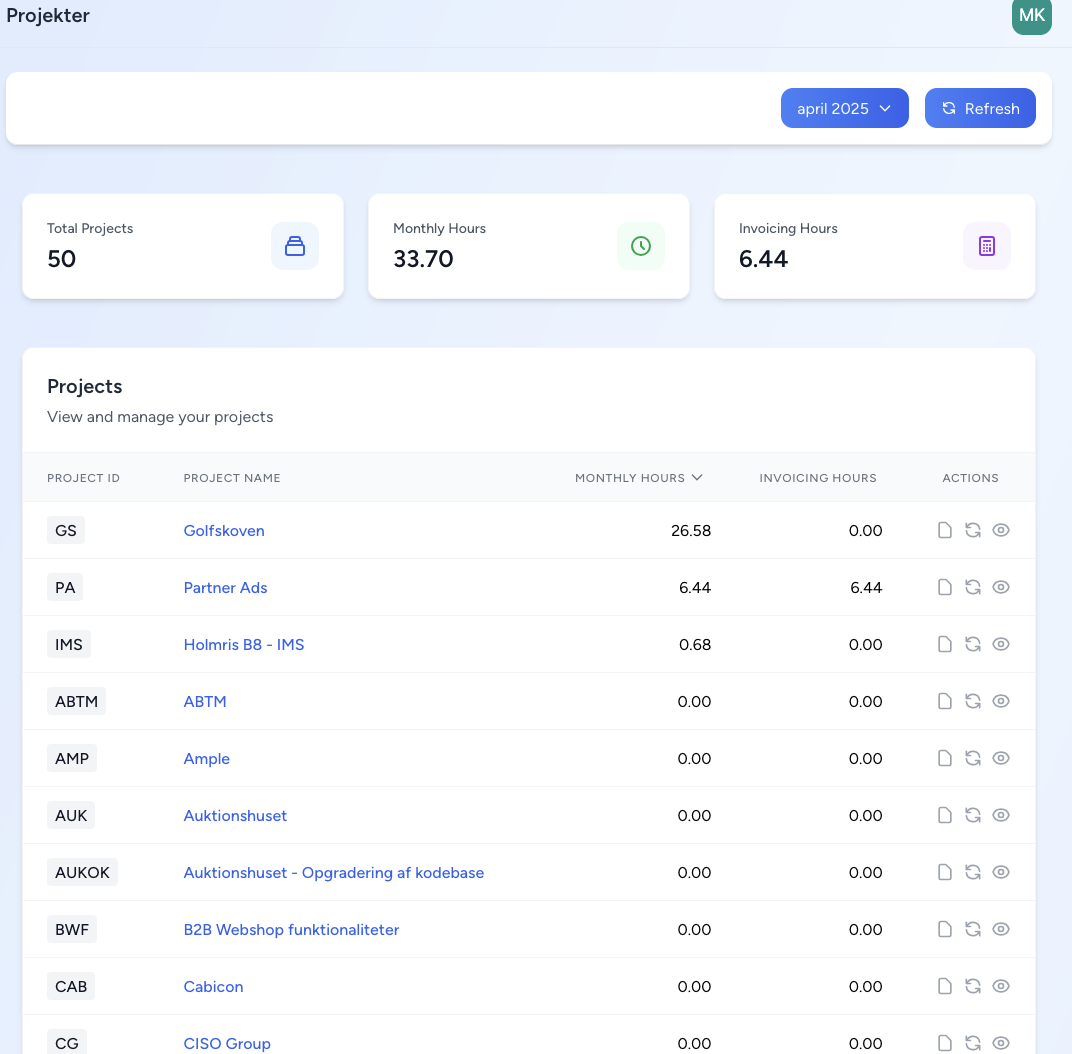 Projekter
MK
april 2025
Refresh
Total Projects
50
Monthly Hours
33.70
Invoicing Hours
6.44
Projects
View and manage your projects
PROJECT ID PROJECT NAME MONTHLY HOURS INVOICING HOURS ACTIONS
GS Golfskoven 26.58 0.00
PA Partner Ads 6.44 6.44
IMS Holmris B8 - IMS 0.68 0.00
ABTM ABTM 0.00 0.00
AMP Ample 0.00 0.00
AUK Auktionshuset 0.00 0.00
AUKOK Auktionshuset - Opgradering af kodebase 0.00 0.00
BWF B2B Webshop funktionaliteter 0.00 0.00
CAB Cabicon 0.00 0.00
CG CISO Group 0.00 0.00